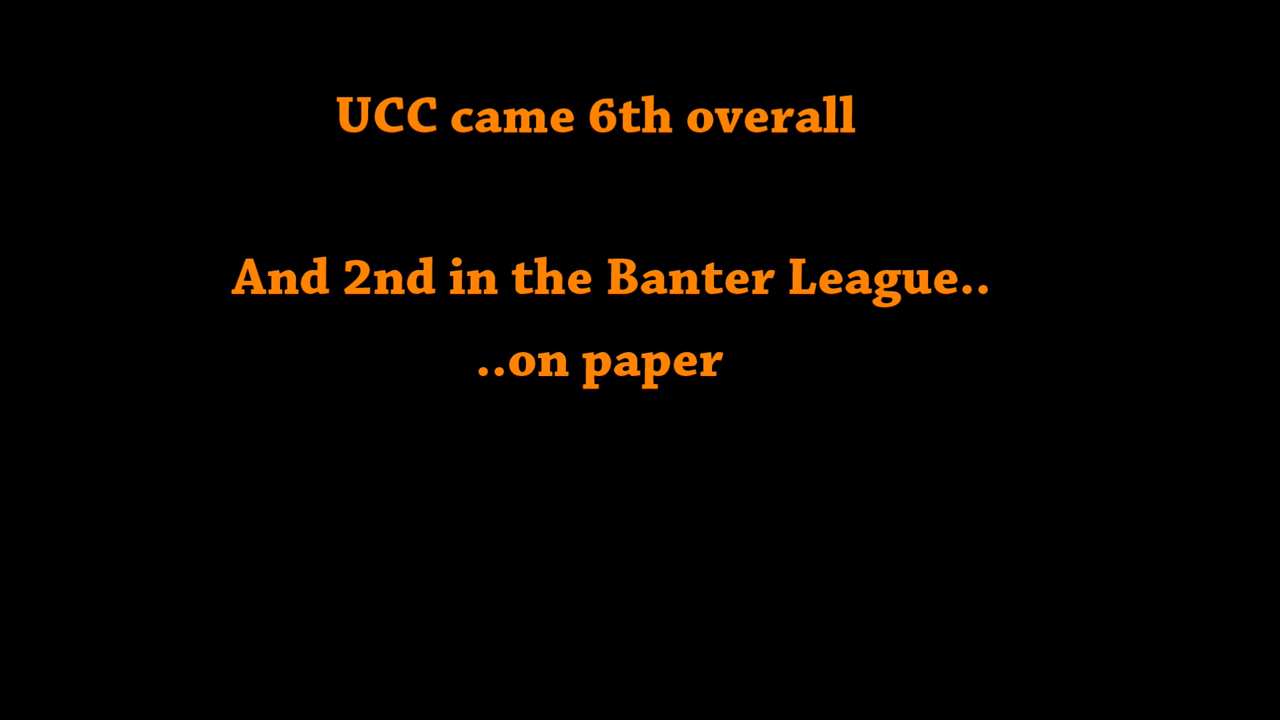 UCC came 6th overall
And 2nd in the Banter League..
..on paper